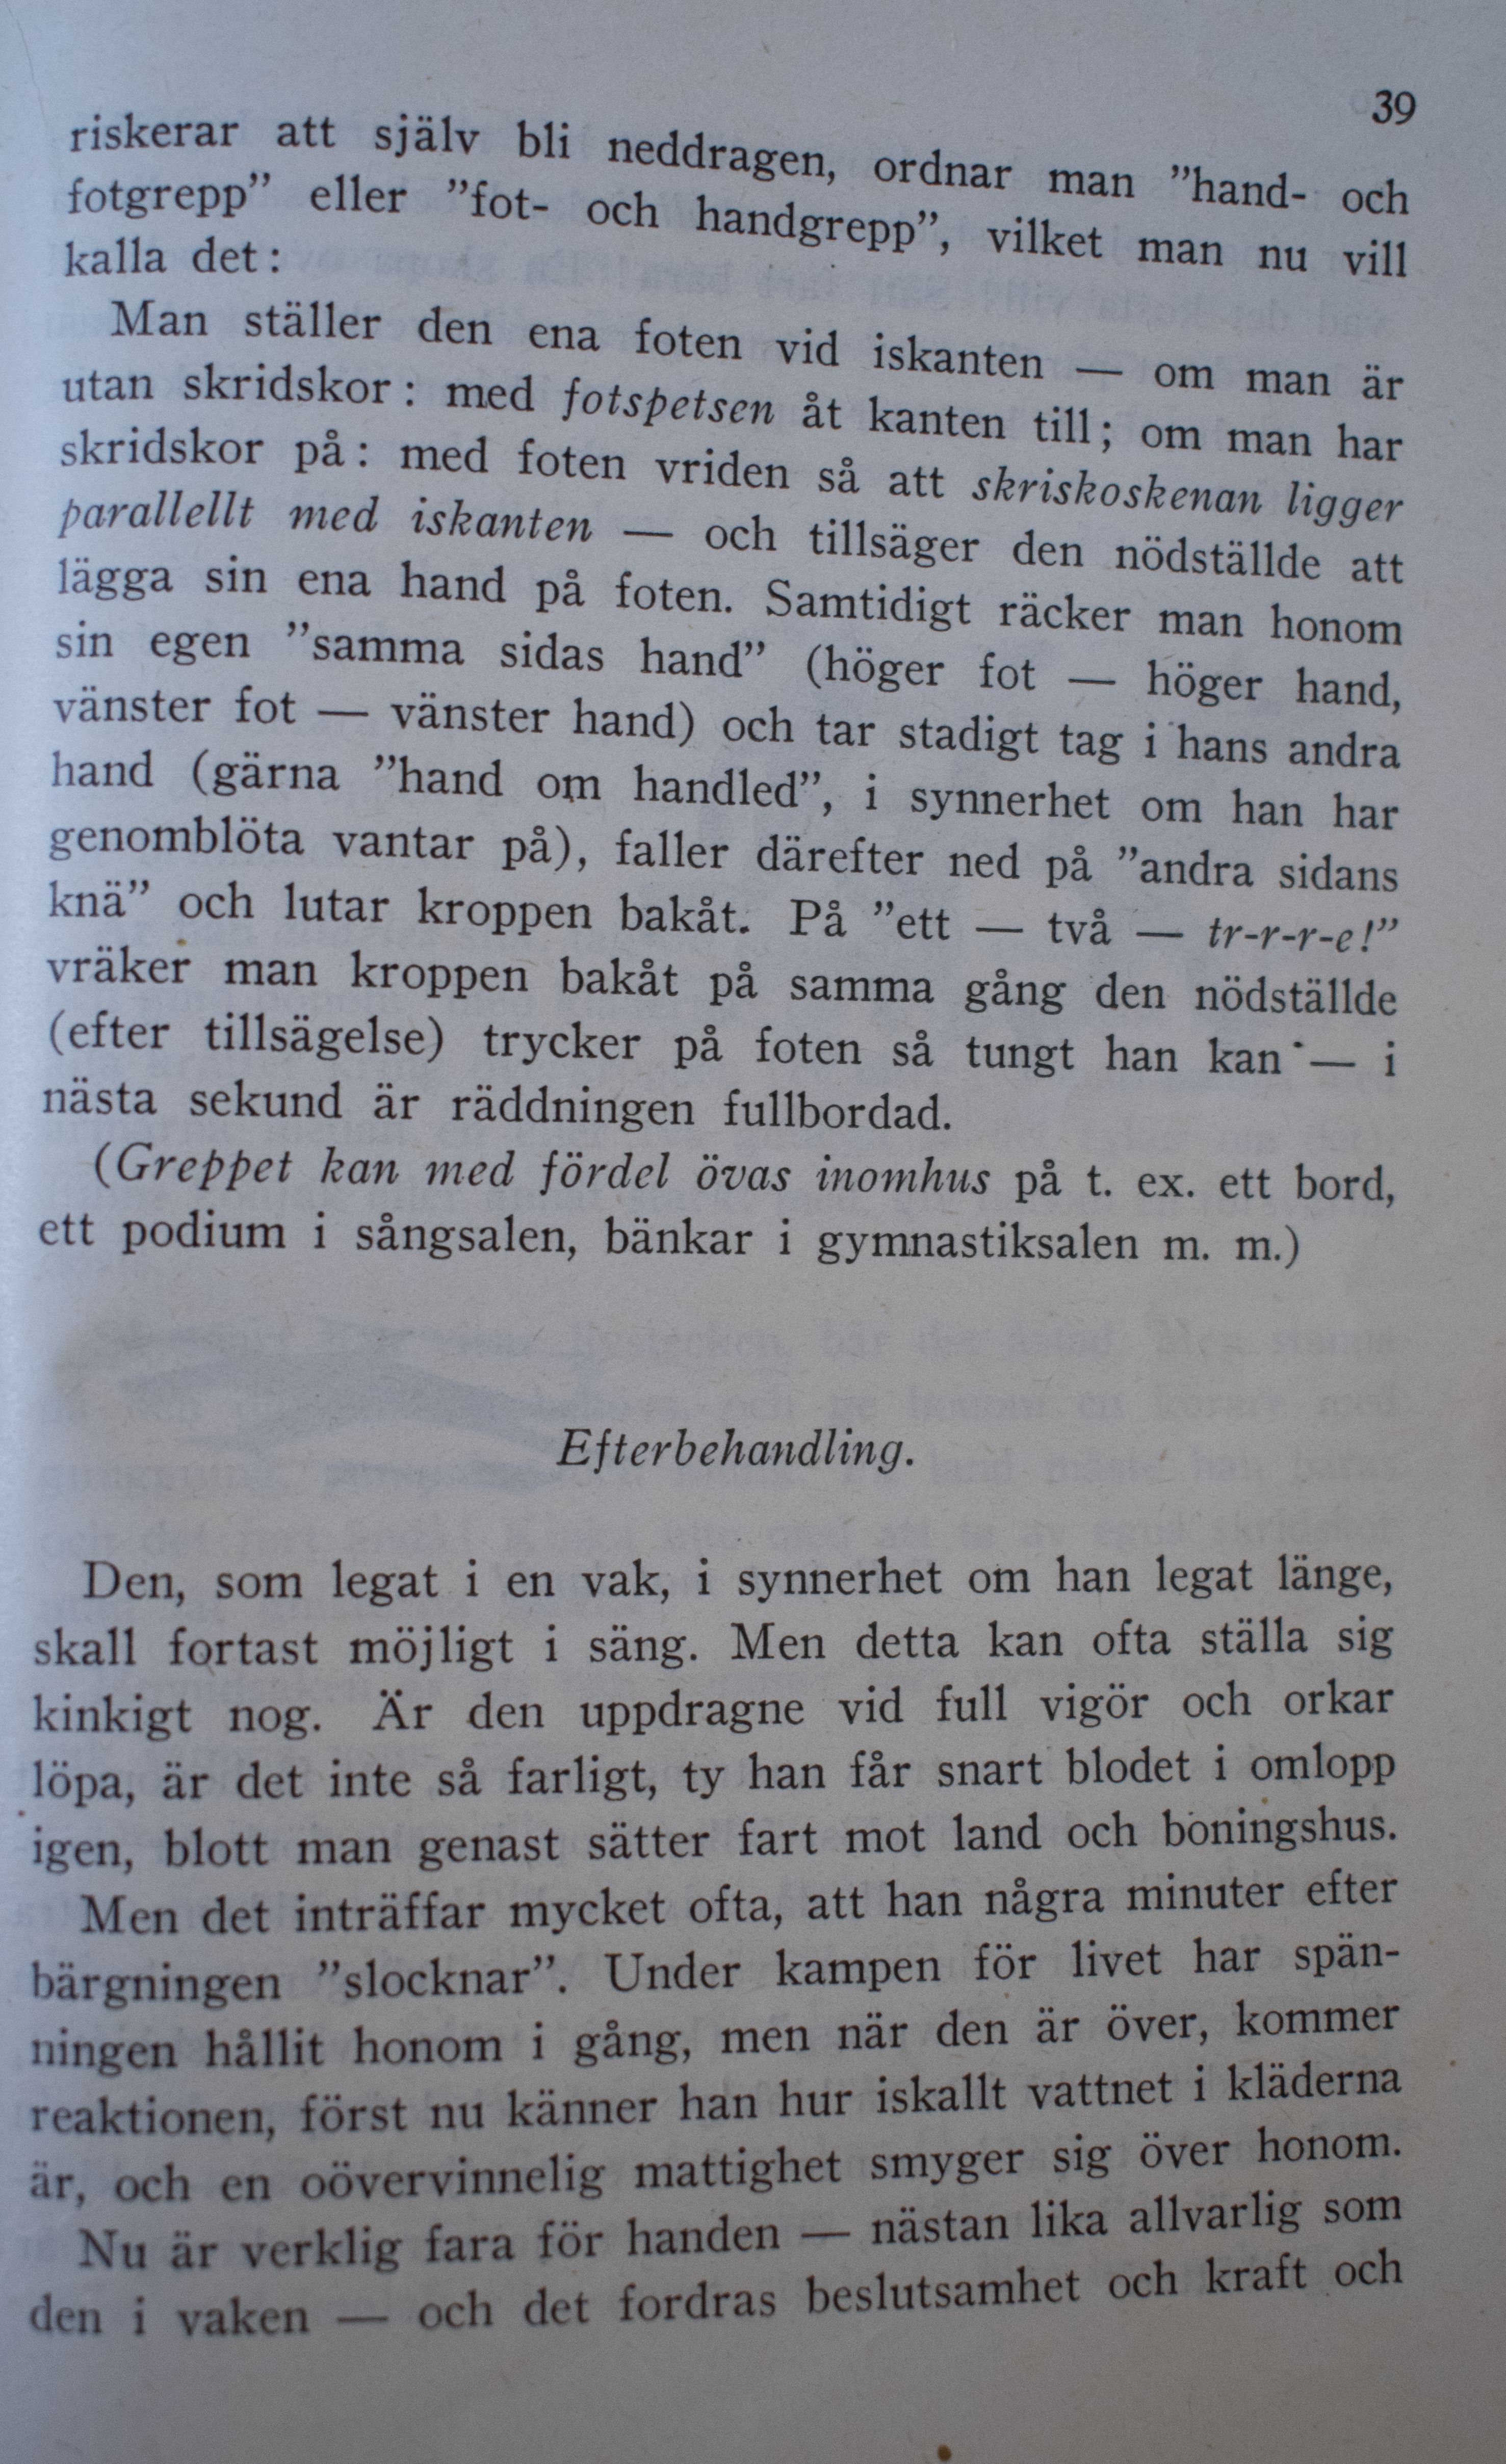 39
riskerar att själv bli neddragen, ordnar man ”hand- och
fotgrepp” eller ”fot- och handgrepp”, vilket man nu vill
kalla det:
Man ställer den ena foten vid iskanten — om man är
utan skridskor: med fotspetsen åt kanten till; om man har
skridskor på: med foten vriden så att skriskoskenan ligger
parallellt med iskanten — och tillsäger den nödställde att
lägga sin ena hand på foten. Samtidigt räcker man honom
sin egen ”samma sidas hand” (höger fot — höger hand,
vänster fot — vänster hand) och tar stadigt tag i hans andra
hand (gärna ”hand om handled”, i synnerhet om han har
genomblöta vantar på), faller därefter ned på ”andra sidans
knä” och lutar kroppen bakåt. På ”ett — två — tr-r-r-e!”
vräker man kroppen bakåt på samma gång den nödställde
(efter tillsägelse) trycker på foten så tungt han kan — i
nästa sekund är räddningen fullbordad.
(Greppet kan med fördel övas inomhus på t. ex. ett bord,
ett podium i sångsalen, bänkar i gymnastiksalen m. m.)
Efterbehandling.
Den, som legat i en vak, i synnerhet om han legat länge,
skall fortast möjligt i säng. Men detta kan ofta ställa sig
kinkigt nog. Är den uppdragne vid full vigör och orkar
löpa, är det inte så farligt, ty han får snart blodet i omlopp
igen, blott man genast sätter fart mot land och boningshus.
Men det inträffar mycket ofta, att han några minuter efter
bärgningen ”slocknar”. Under kampen för livet har spän-
ningen hållit honom i gång, men när den är över, kommer
reaktionen, först nu känner han hur iskallt vattnet i kläderna
är, och en oövervinnelig mattighet smyger sig över honom.
Nu är verklig fara för handen — nästan lika allvarlig som
den i vaken — och det fordras beslutsamhet och kraft och